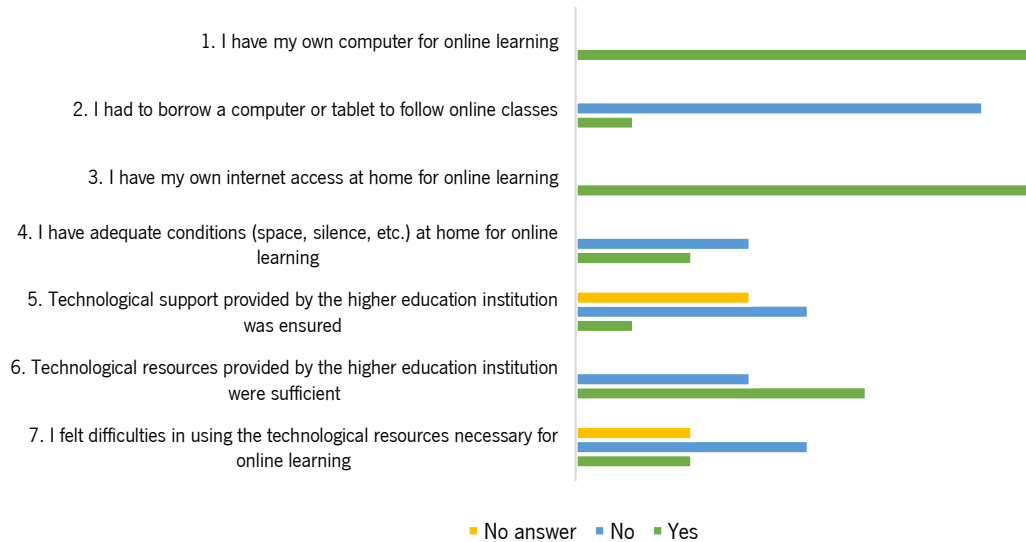 1. I have my own computer for online learning
2. I had to borrow a computer or tablet to follow online classes
3. I have my own internet access at home for online learning
4. I have adequate conditions (space, silence, etc.) at home for online
learning
5. Technological support provided by the higher education institution
was ensured
6. Technological resources provided by the higher education institution
were sufficient
7. I felt difficulties in using the technological resources necessary for
online learning
No answer No Yes